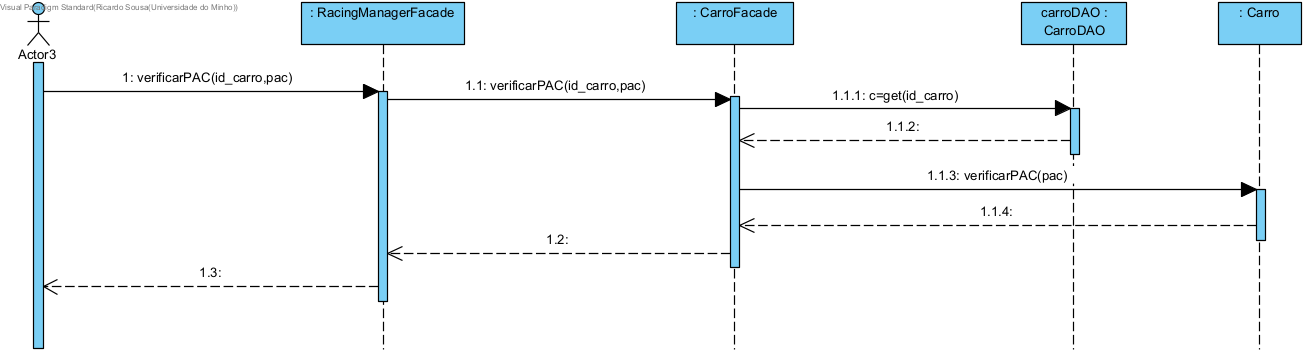 Visual Paradigm Standard(Ricardo Sousa(Universidade do Minho))
Actor3
: RacingManagerFacade
: CarroFacade
carroDAO :
CarroDAO
: Carro
1: verificarPAC(id_carro,pac)
1.1: verificarPAC(id_carro,pac)
1.1.1: c=get(id_carro)
1.1.2:
1.1.3: verificarPAC(pac)
1.1.4:
1.2:
1.3: